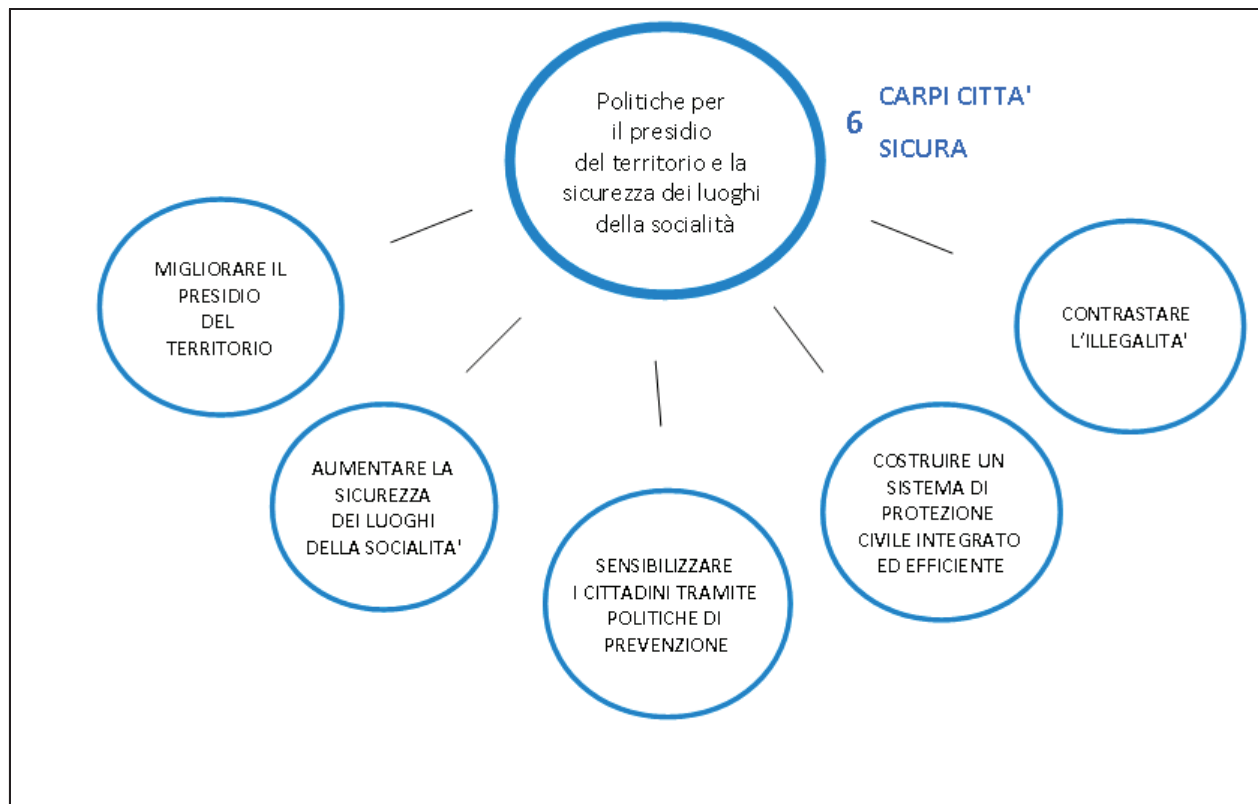 Politiche per
il presidio
del territorio e la
sicurezza dei luoghi
della socialità
6
CARPI CITTA'
SICURA
MIGLIORARE IL
PRESIDIO
DEL
TERRITORIO
AUMENTARE LA
SICUREZZA
DEI LUOGHI
DELLA SOCIALITA'
SENSIBILIZZARE
I CITTADINI TRAMITE
POLITICHE DI
PREVENZIONE
COSTRUIRE UN
SISTEMA DI
PROTEZIONE
CIVILE INTEGRATO
ED EFFICIENTE
CONTRASTARE
L’ILLEGALITA'